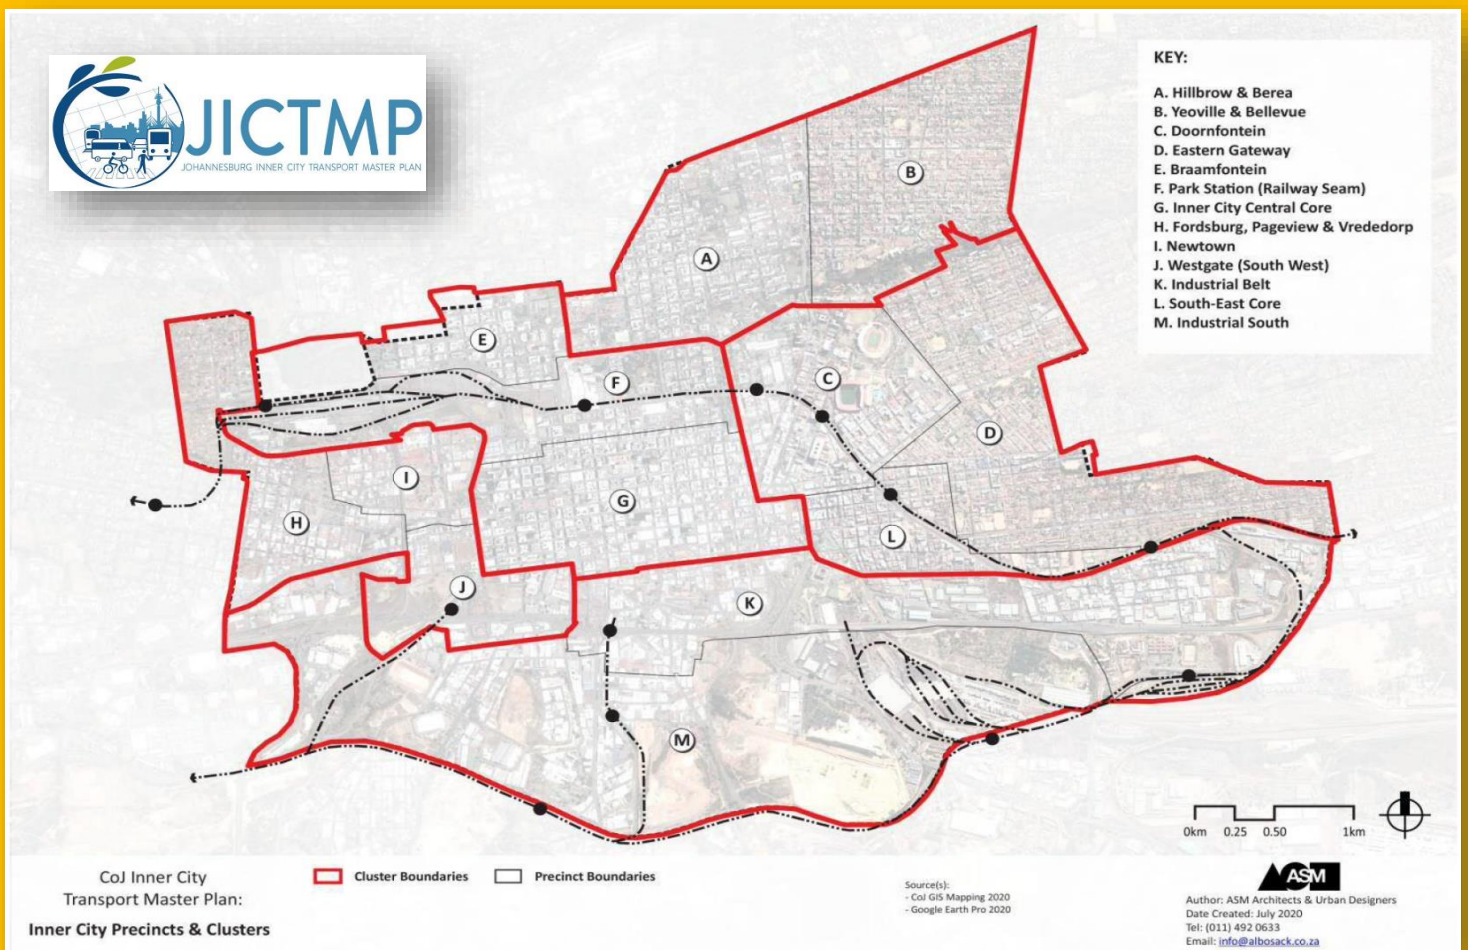 JICTMP
JOHANNESBURG INNER CITY TRANSPORT MASTER PLAN
KEY:
A. Hillbrow & Berea
B. Yeoville & Bellevue
C. Doornfontein
D. Eastern Gateway
E. Braamfontein
F. Park Station (Railway Seam)
G. Inner City Central Core
H. Fordsburg, Pageview & Vrededorp
I. Newtown
J. Westgate (South West)
K. Industrial Belt
L. South-East Core
M. Industrial South
B
A
E
F
C
D
I
G
H
L
J
K
M
0km 0.25 0.50 1km
CoJ Inner City
Transport Master Plan:
Inner City Precincts & Clusters
Cluster Boundaries
Precinct Boundaries
Source(s):
- CoJ GIS Mapping 2020
- Google Earth Pro 2020
ASM
Author: ASM Architects & Urban Designers
Date Created: July 2020
Tel: (011) 492 0633
Email: info@albosack.co.za